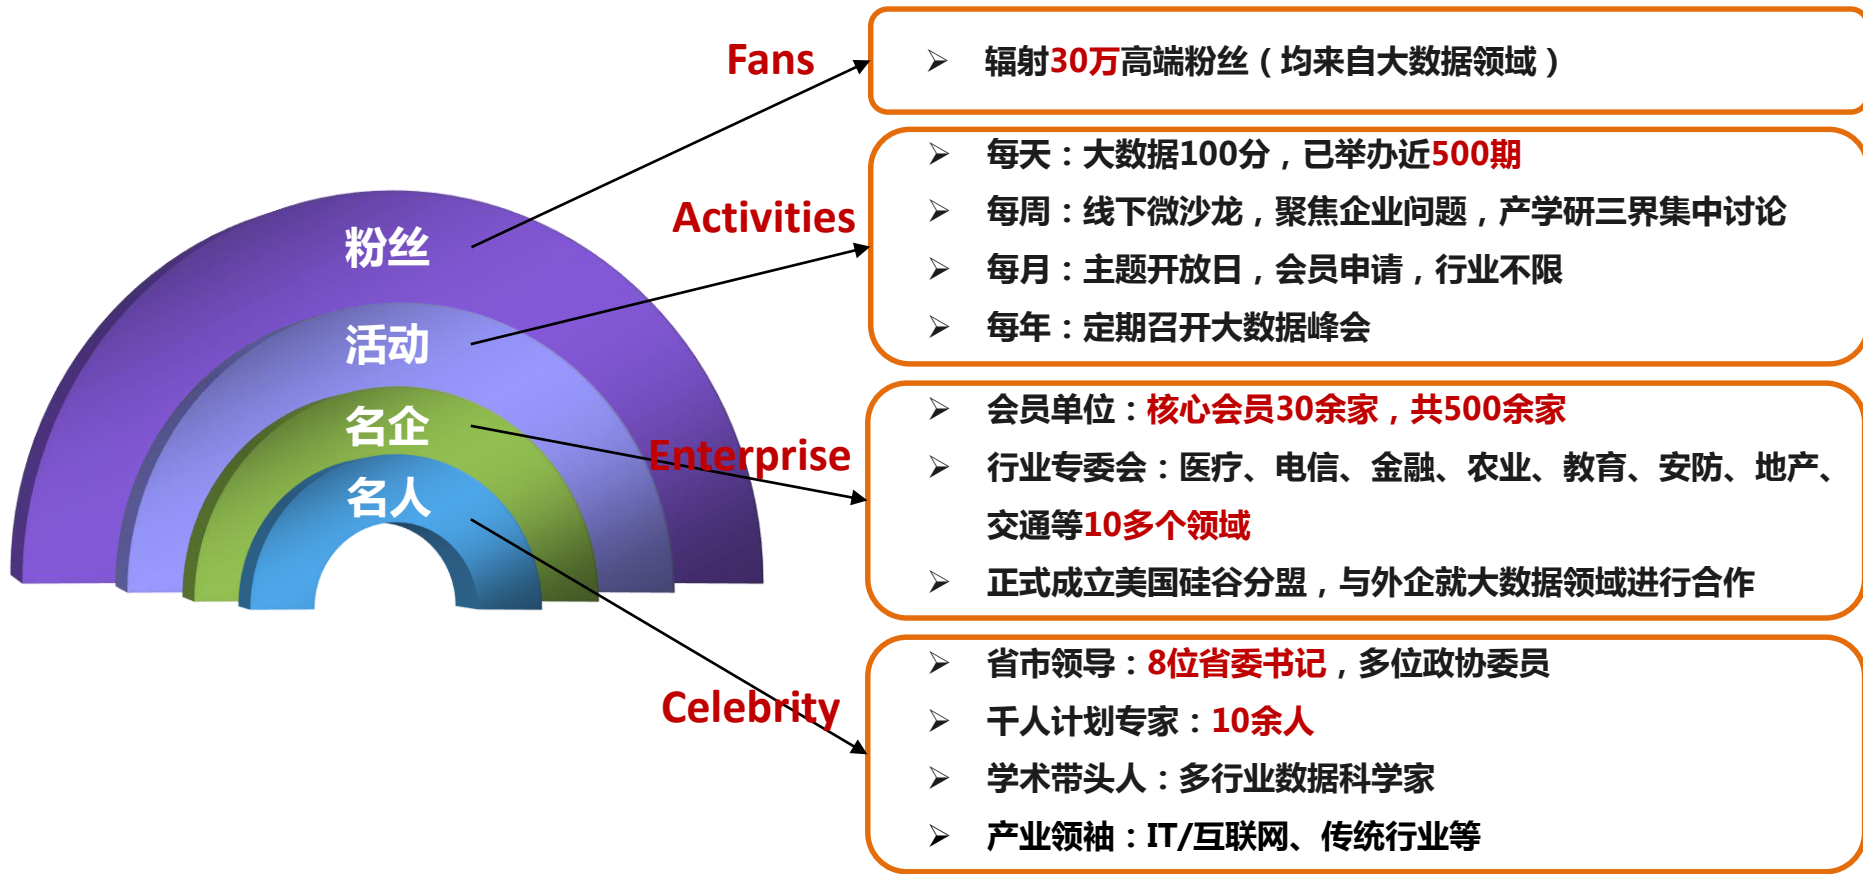 Fans
辐射30万高端粉丝（均来自大数据领域）
Activities
每天：大数据100分，已举办近500期
每周：线下微沙龙，聚焦企业问题，产学研三界集中讨论
每月：主题开放日，会员申请，行业不限
每年：定期召开大数据峰会
粉丝
活动
名企
名人
Enterprise
会员单位：核心会员30余家，共500余家
行业专委会：医疗、电信、金融、农业、教育、安防、地产、
交通等10多个领域
正式成立美国硅谷分盟，与外企就大数据领域进行合作
Celebrity
省市领导：8位省委书记，多位政协委员
千人计划专家：10余人
学术带头人：多行业数据科学家
产业领袖：IT/互联网、传统行业等